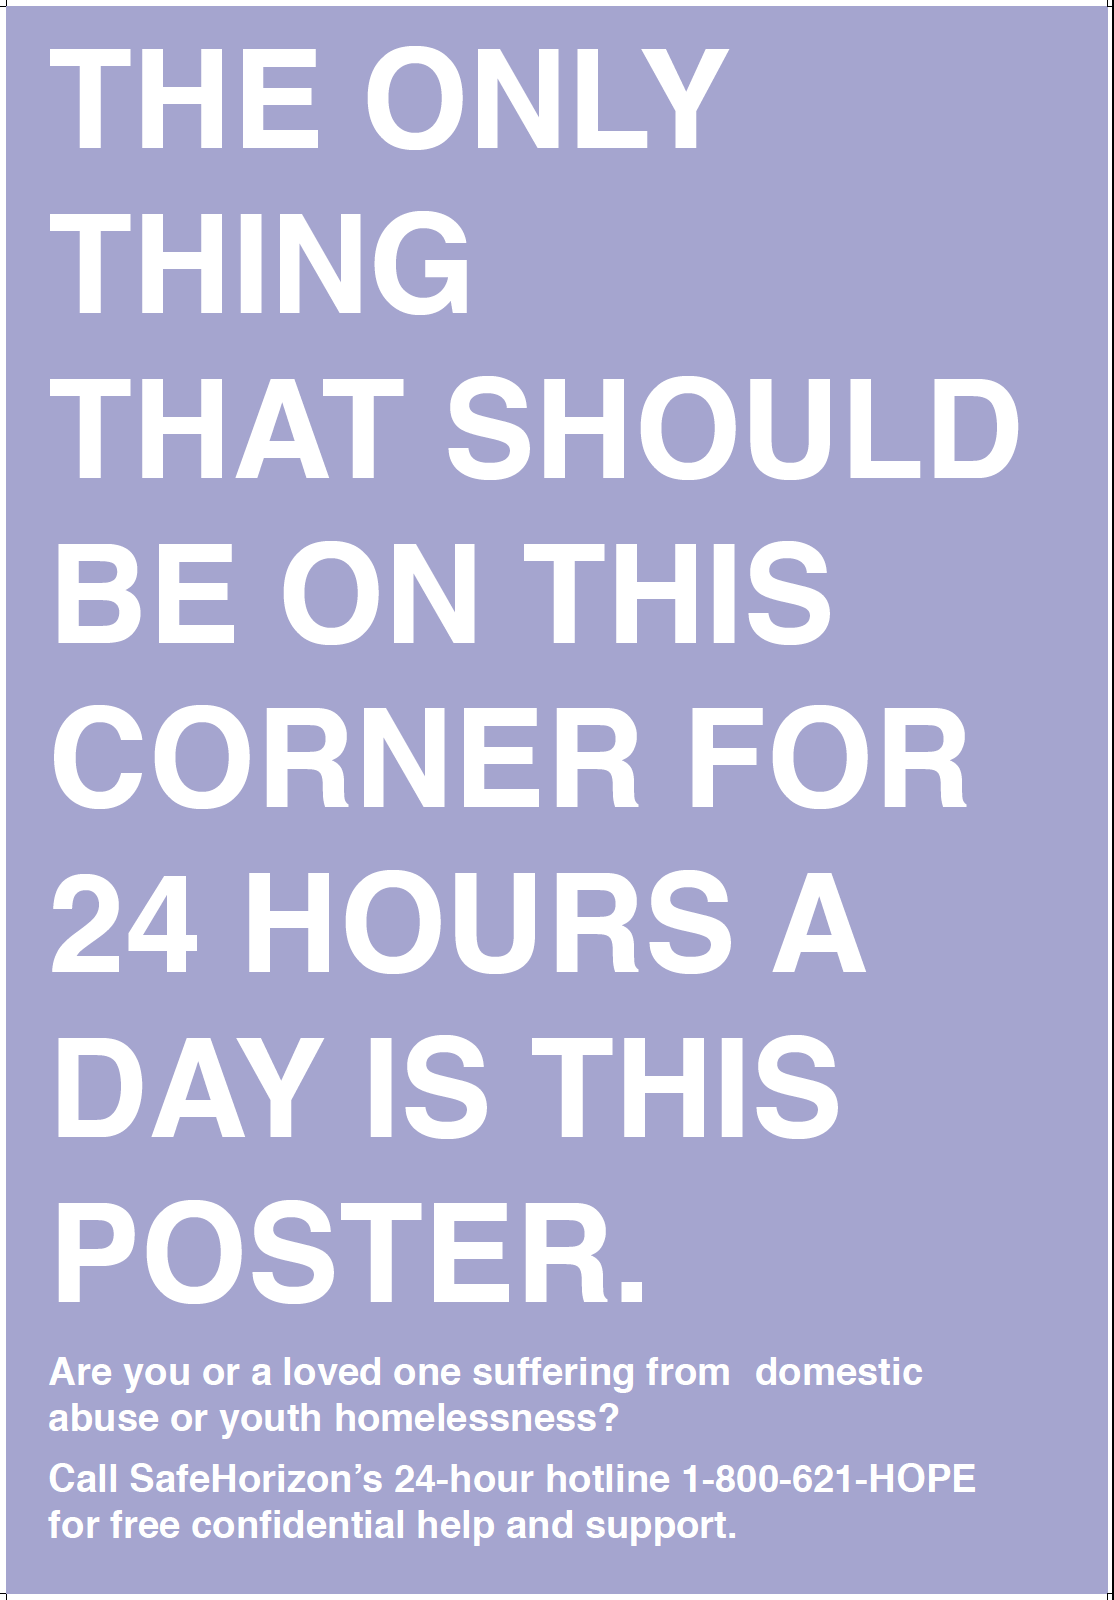 THE ONLY
THING
THAT SHOULD
BE ON THIS
CORNER FOR
24 HOURS A
DAY IS THIS
POSTER.
Are you or a loved one suffering from  domestic
abuse or youth homelessness?
Call SafeHorizon’s 24-hour hotline 1-800-621-HOPE
for free confidential help and support.